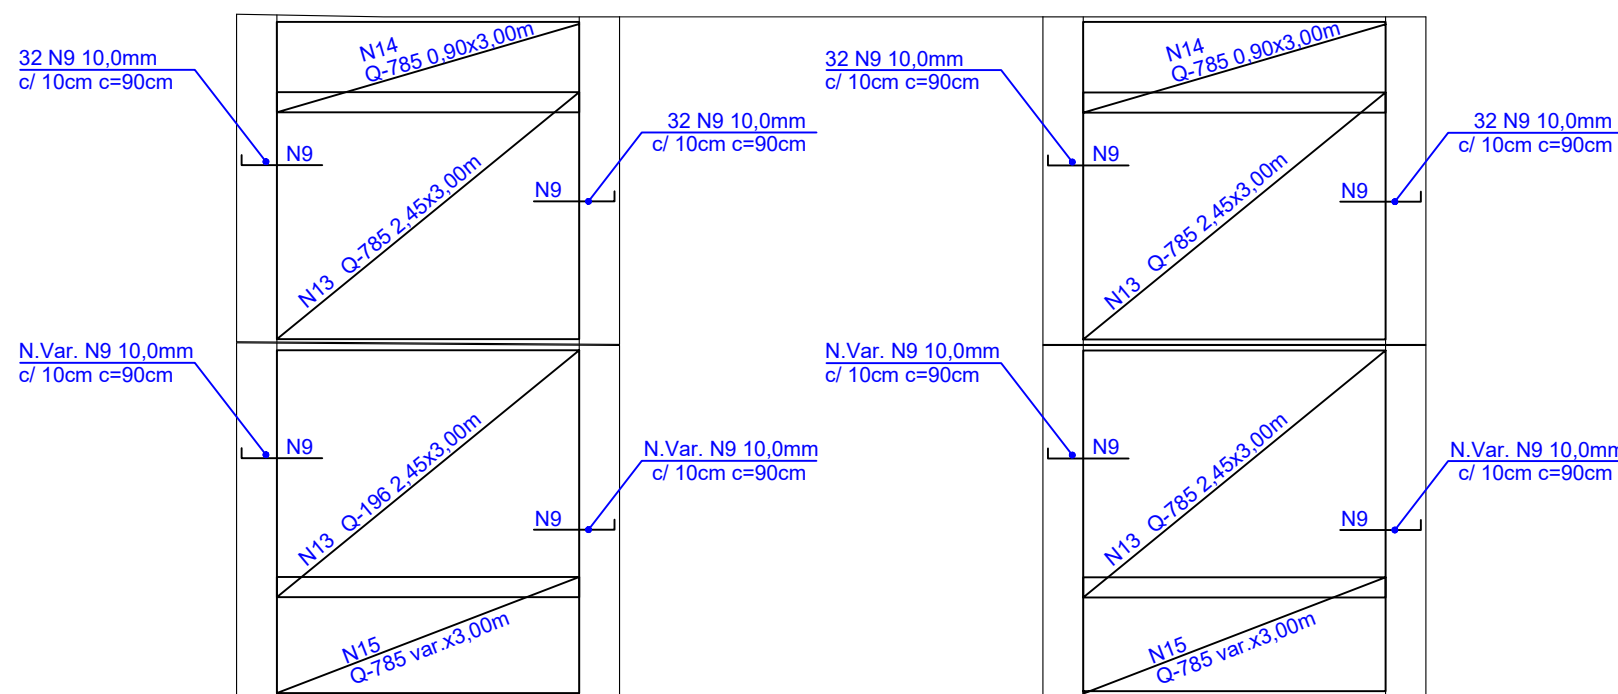 N14
Q-785 0,90x3,00m
32 N9 10,0mm
c/ 10cm c=90cm
N9
32 N9 10,0mm
c/ 10cm c=90cm
N9
N13 Q-785 2,45x3,00m
N.Var. N9 10,0mm
c/ 10cm c=90cm
N9
N.Var. N9 10,0mm
c/ 10cm c=90cm
N9
N13 Q-196 2,45x3,00m
N15
Q-785 var.x3,00m
N14
Q-785 0,90x3,00m
32 N9 10,0mm
c/ 10cm c=90cm
N9
32 N9 10,0mm
c/ 10cm c=90cm
N9
N13 Q-785 2,45x3,00m
N.Var. N9 10,0mm
c/ 10cm c=90cm
N9
N.Var. N9 10,0mm
c/ 10cm c=90cm
N9
N13 Q-785 2,45x3,00m
N15
Q-785 var.x3,00m